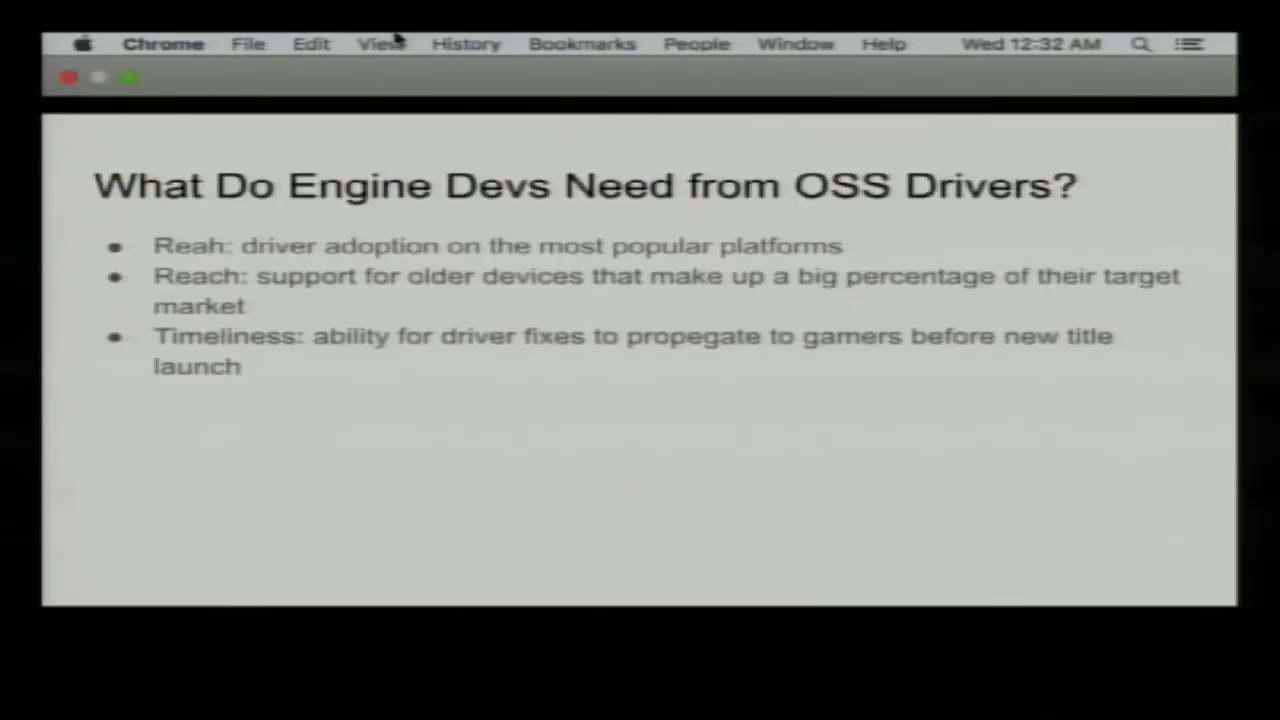 Chrome File Edit View History Bookmarks People Window Help Wed 12:32 AM
What Do Engine Devs Need from OSS Drivers?
● Reah: driver adoption on the most popular platforms
● Reach: support for older devices that make up a big percentage of their target
market
● Timeliness: ability for driver fixes to propegate to gamers before new title
launch